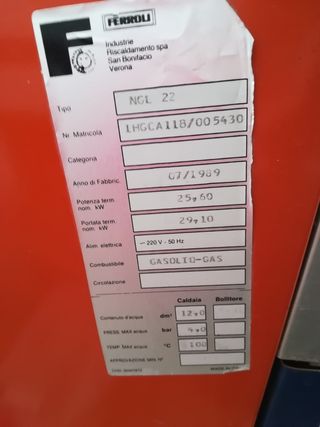 F FERROLI
Industrie
Riscaldamento spa
San Bonifacio
Verona
Tipo NGL 22
Nr. Matricola LHGCA118/005430
Categoria
Anno di Fabbric. 07/1989
Potenza term. nom. kW 25,60
Portata term. nom. kW 29,10
Alim. elettrica ~ 220 V - 50 Hz
Combustibile GASOLIO-GAS
Circolazione
Caldaia Bollitore
Contenuto d'acqua dm³ 12,0
PRESS. MAX acqua bar 4,0
TEMP. MAX acqua °C 100
APPROVAZIONE MIN. N°
MADE IN